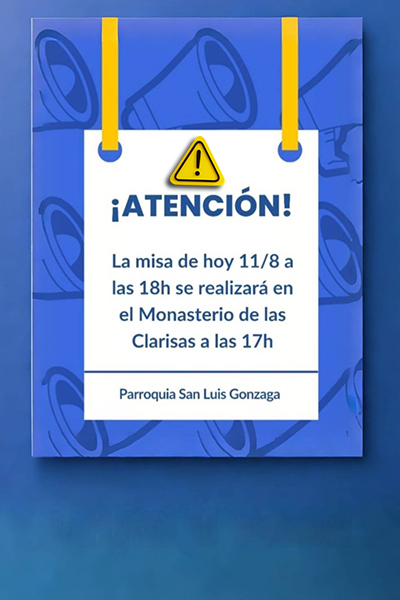 ¡ATENCIÓN!
La misa de hoy 11/8 a
las 18h se realizará en
el Monasterio de las
Clarisas a las 17h
Parroquia San Luis Gonzaga